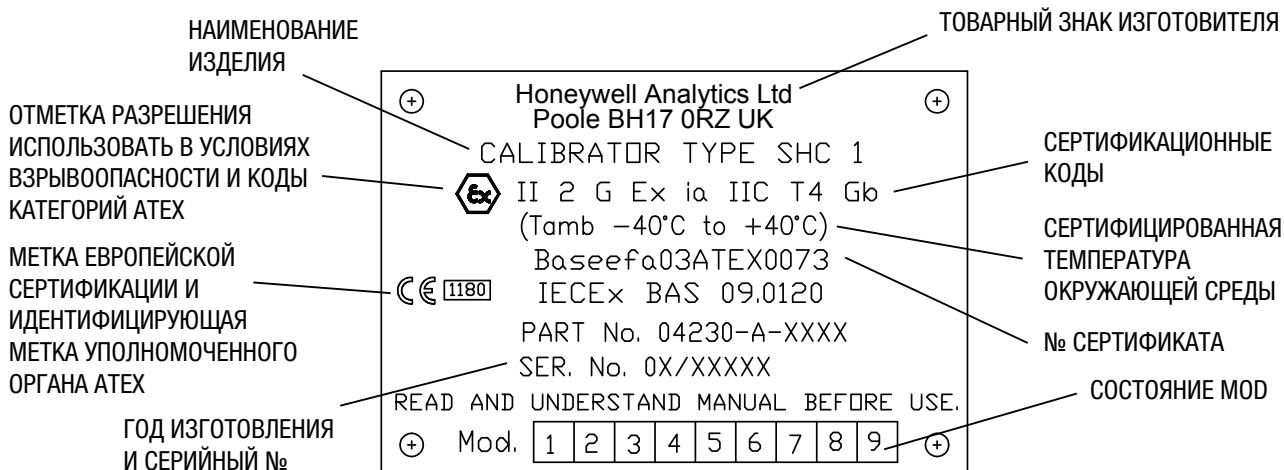 НАИМЕНОВАНИЕ
ИЗДЕЛИЯ
ТОВАРНЫЙ ЗНАК ИЗГОТОВИТЕЛЯ
ОТМЕТКА РАЗРЕШЕНИЯ
ИСПОЛЬЗОВАТЬ В УСЛОВИЯХ
ВЗРЫВООПАСНОСТИ И КОДЫ
КАТЕГОРИЙ ATEX
МЕТКА ЕВРОПЕЙСКОЙ
СЕРТИФИКАЦИИ И
ИДЕНТИФИЦИРУЮЩАЯ
МЕТКА УПОЛНОМОЧЕННОГО
ОРГАНА ATEX
ГОД ИЗГОТОВЛЕНИЯ
И СЕРИЙНЫЙ №
Honeywell Analytics Ltd
Poole BH17 0RZ UK
CALIBRATOR TYPE SHC 1
Ex II 2 G Ex ia IIC T4 Gb
(Tamb -40°C to +40°C)
Baseefa03ATEX0073
CE 1180 IECEx BAS 09.0120
PART No. 04230-A-XXXX
SER. No. 0X/XXXXX
READ AND UNDERSTAND MANUAL BEFORE USE.
Mod. 1 2 3 4 5 6 7 8 9
СЕРТИФИКАЦИОННЫЕ
КОДЫ
СЕРТИФИЦИРОВАННАЯ
ТЕМПЕРАТУРА
ОКРУЖАЮЩЕЙ СРЕДЫ
№ СЕРТИФИКАТА
СОСТОЯНИЕ MOD